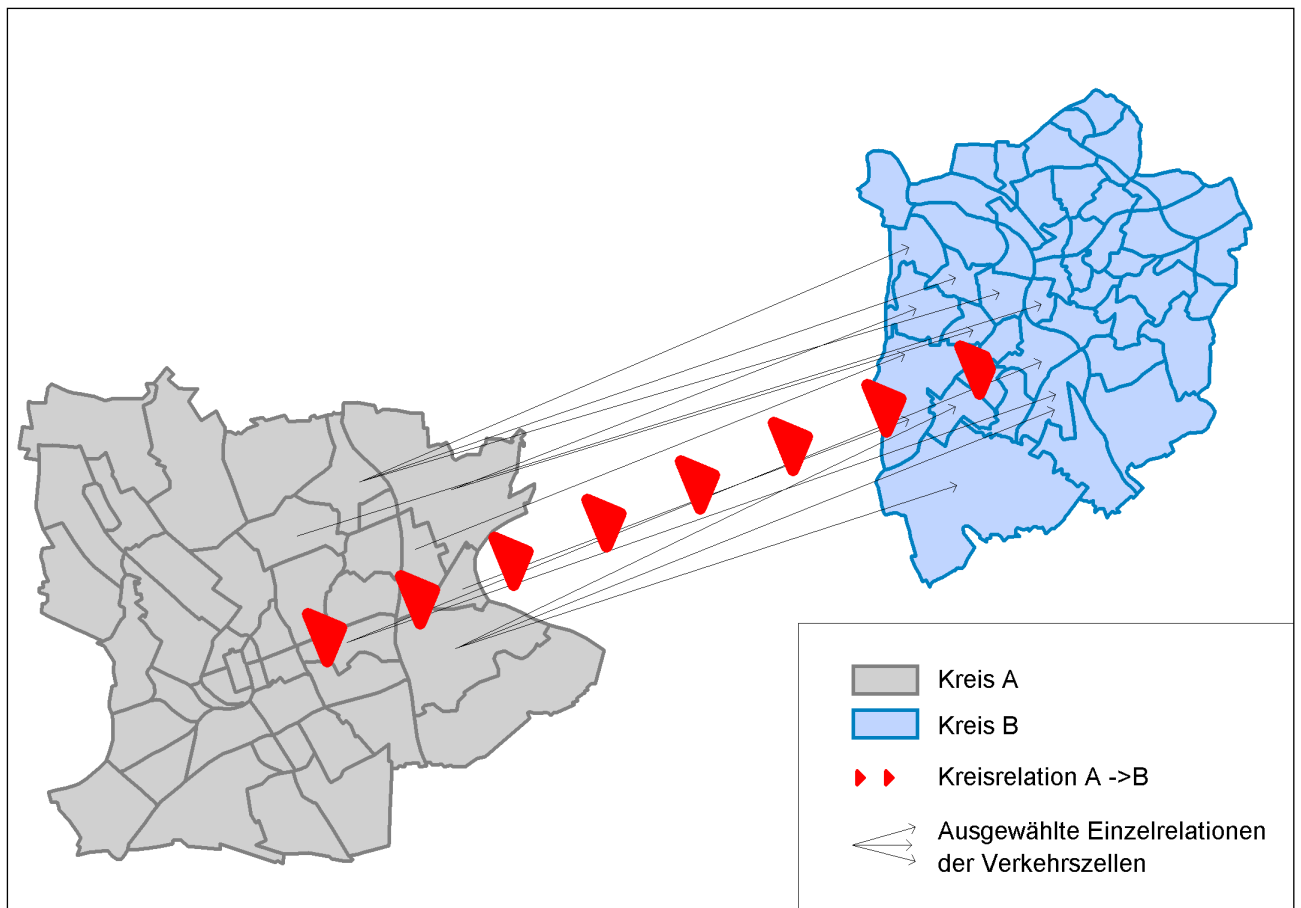 Kreis A
Kreis B
Kreisrelation A ->B
Ausgewählte Einzelrelationen
der Verkehrszellen